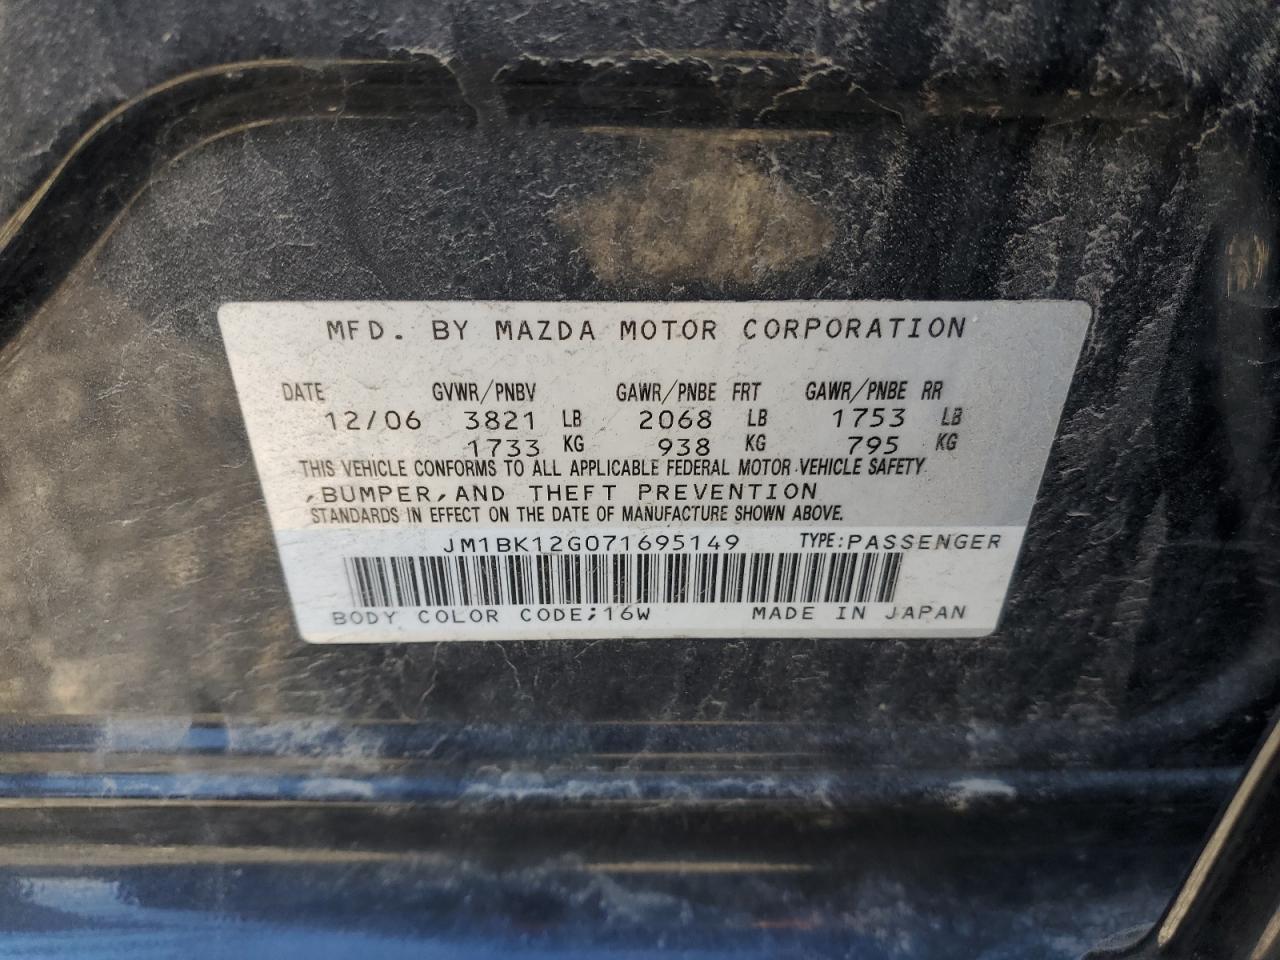 MFD. BY MAZDA MOTOR CORPORATION
DATE GVWR/PNBV GAWR/PNBE FRT GAWR/PNBE RR
12/06 3821 LB 2068 LB 1753 LB
1733 KG 938 KG 795 KG
THIS VEHICLE CONFORMS TO ALL APPLICABLE FEDERAL MOTOR VEHICLE SAFETY
,BUMPER,AND THEFT PREVENTION
STANDARDS IN EFFECT ON THE DATE OF MANUFACTURE SHOWN ABOVE.
JM1BK12G071695149 TYPE:PASSENGER
BODY COLOR CODE;16W MADE IN JAPAN